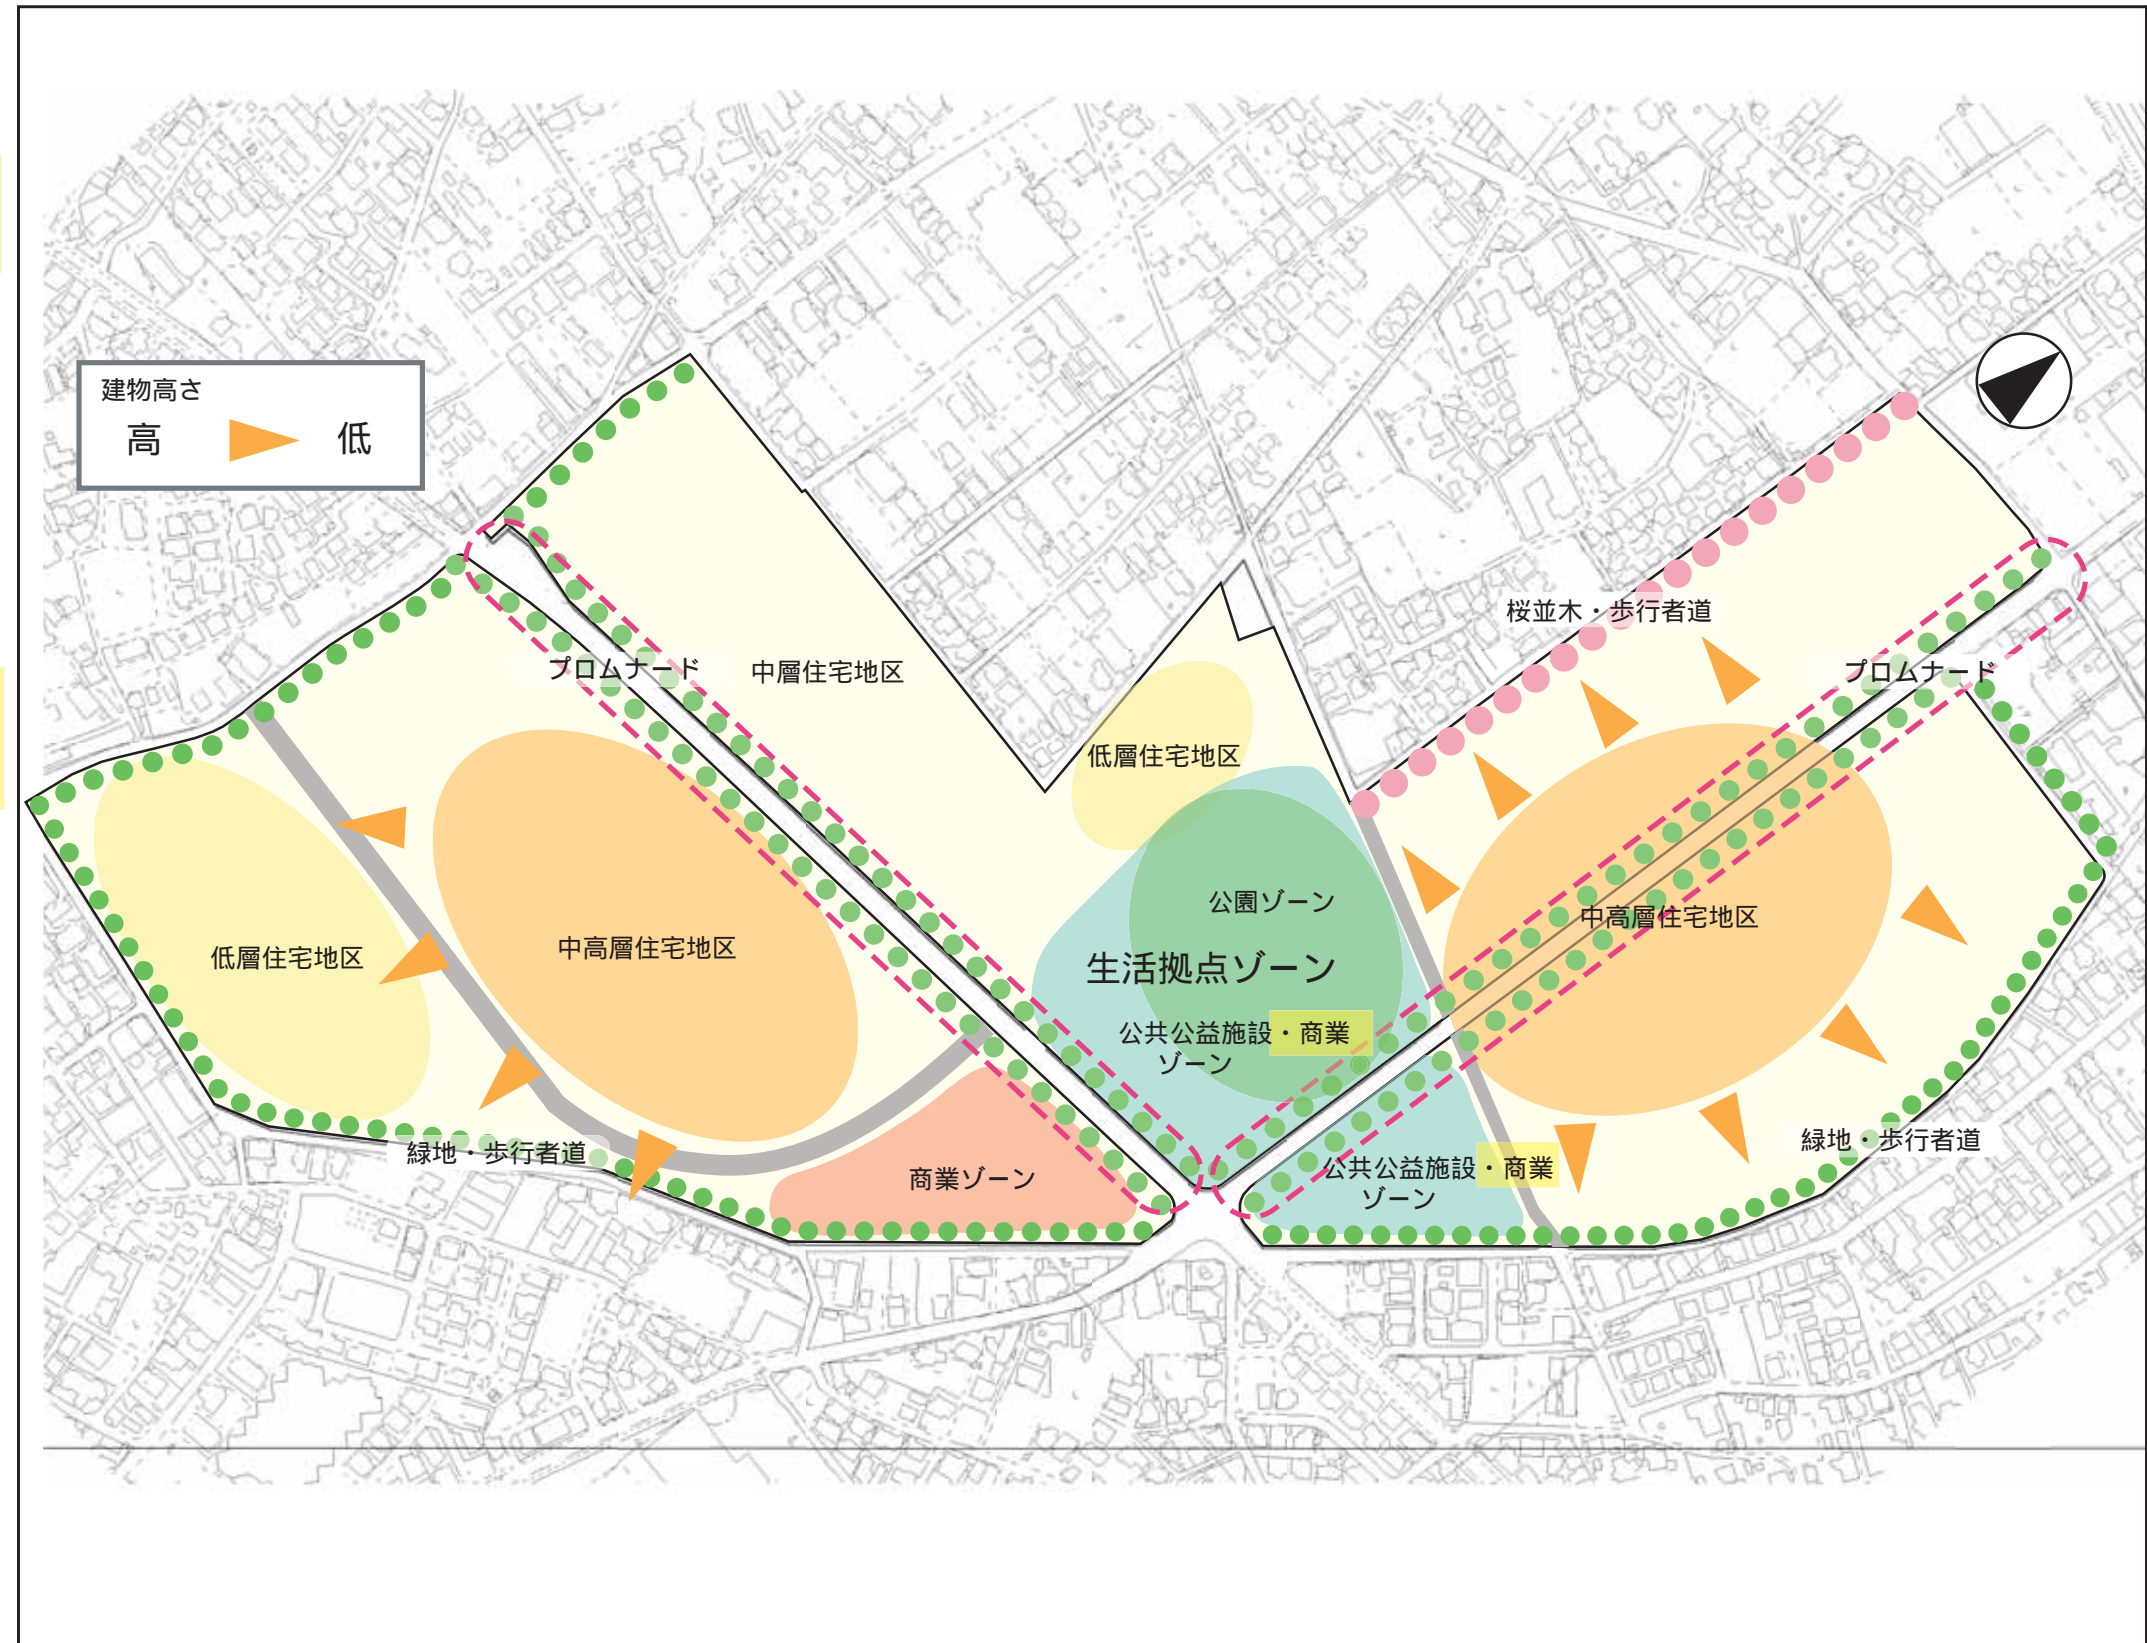 建物高さ
高 低
桜並木・歩行者道
プロムナード
中層住宅地区
プロムナード
低層住宅地区
公園ゾーン
中高層住宅地区
低層住宅地区
中高層住宅地区
生活拠点ゾーン
公共公益施設・商業
ゾーン
緑地・歩行者道
商業ゾーン
公共公益施設・商業
ゾーン
緑地・歩行者道